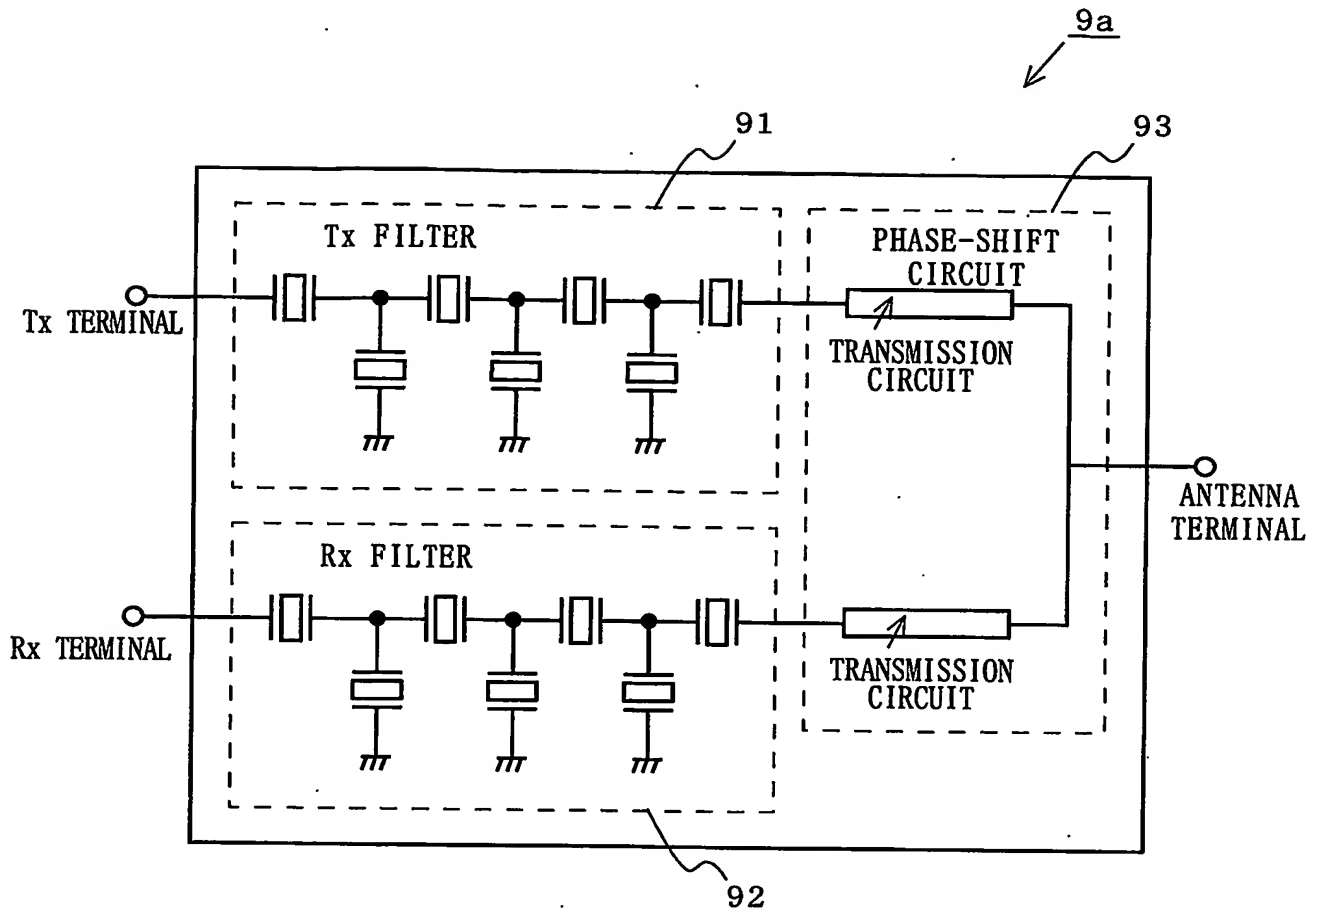 9a
91
93
Tx FILTER
PHASE-SHIFT
CIRCUIT
Tx TERMINAL
TRANSMISSION
CIRCUIT
ANTENNA
TERMINAL
Rx FILTER
Rx TERMINAL
TRANSMISSION
CIRCUIT
92